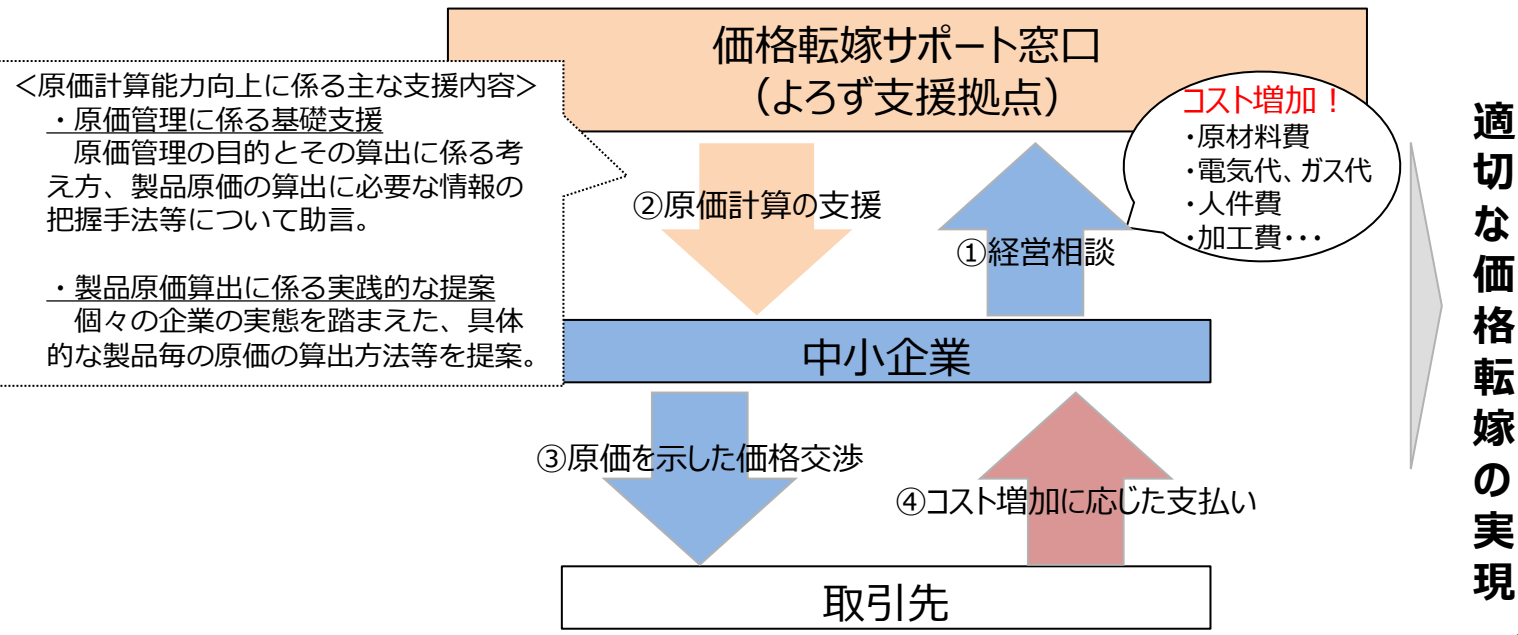 価格転嫁サポート窓口
（よろず支援拠点）
＜原価計算能力向上に係る主な支援内容＞
・原価管理に係る基礎支援
原価管理の目的とその算出に係る考
え方、製品原価の算出に必要な情報の
把握手法等について助言。
・製品原価算出に係る実践的な提案
個々の企業の実態を踏まえた、具体
的な製品毎の原価の算出方法等を提案。
コスト増加！
・原材料費
・電気代、ガス代
・人件費
・加工費・・・
①経営相談
②原価計算の支援
中小企業
③原価を示した価格交渉
④コスト増加に応じた支払い
取引先
適切な価格転嫁の実現